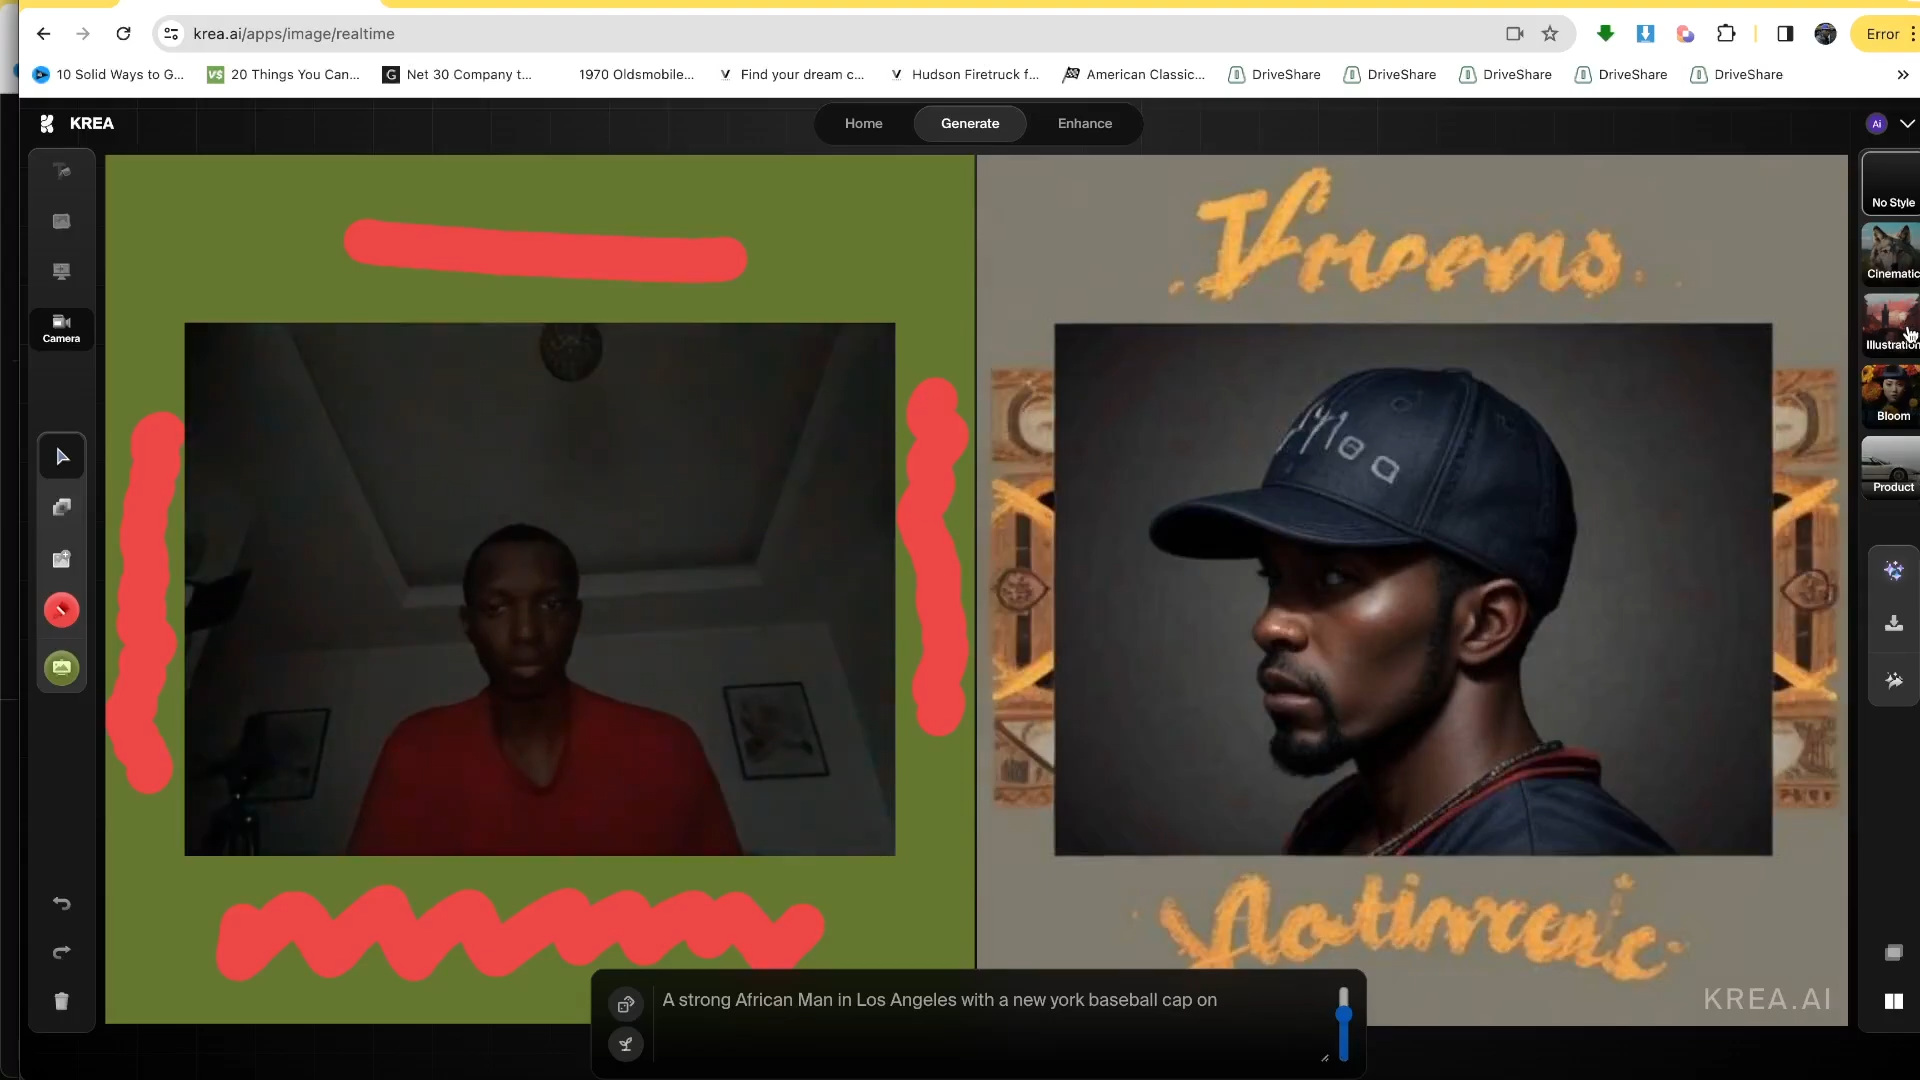 krea.ai/apps/image/realtime
Error
10 Solid Ways to G...
20 Things You Can...
Net 30 Company t...
1970 Oldsmobile...
Find your dream c...
Hudson Firetruck f...
American Classic...
DriveShare
DriveShare
DriveShare
DriveShare
DriveShare
KREA
Home
Generate
Enhance
Ai
No Style
Cinematic
Illustration
Bloom
Product
Camera
A strong African Man in Los Angeles with a new york baseball cap on
KREA.AI